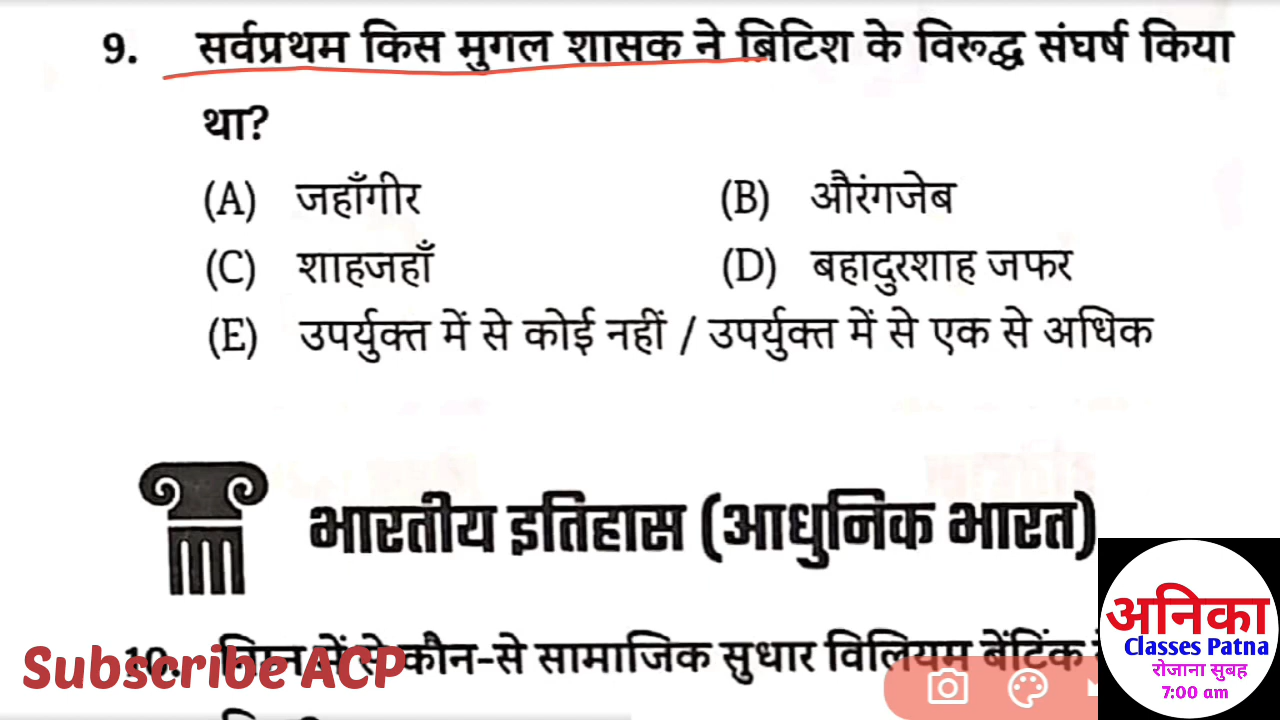 9. सर्वप्रथम किस मुगल शासक ने ब्रिटिश के विरूद्ध संघर्ष किया
था?
(A) जहाँगीर (B) औरंगजेब
(C) शाहजहाँ (D) बहादुरशाह जफर
(E) उपर्युक्त में से कोई नहीं / उपर्युक्त में से एक से अधिक
भारतीय इतिहास (आधुनिक भारत)
10. निम्न में से कौन-से सामाजिक सुधार विलियम बेंटिंक
Subscribe ACP
अनिका
Classes Patna
रोजाना सुबह
7:00 am